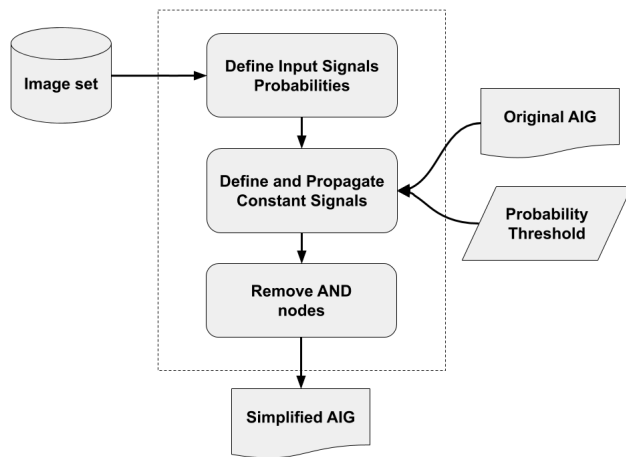 Image set
Define Input Signals
Probabilities
Original AIG
Define and Propagate
Constant Signals
Probability
Threshold
Remove AND
nodes
Simplified AIG